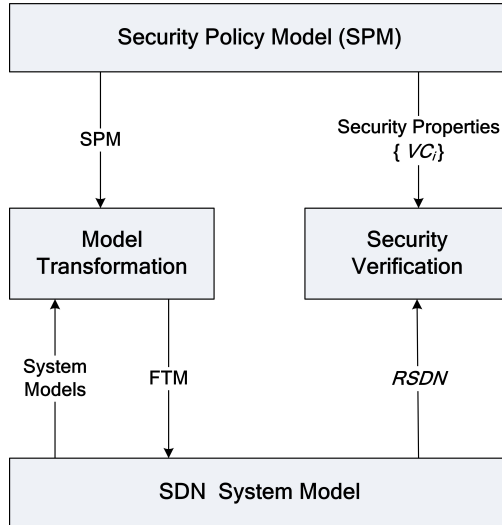 Security Policy Model (SPM)
SPM
Security Properties
{ VCi}
Model
Transformation
Security
Verification
System
Models
FTM
RSDN
SDN System Model